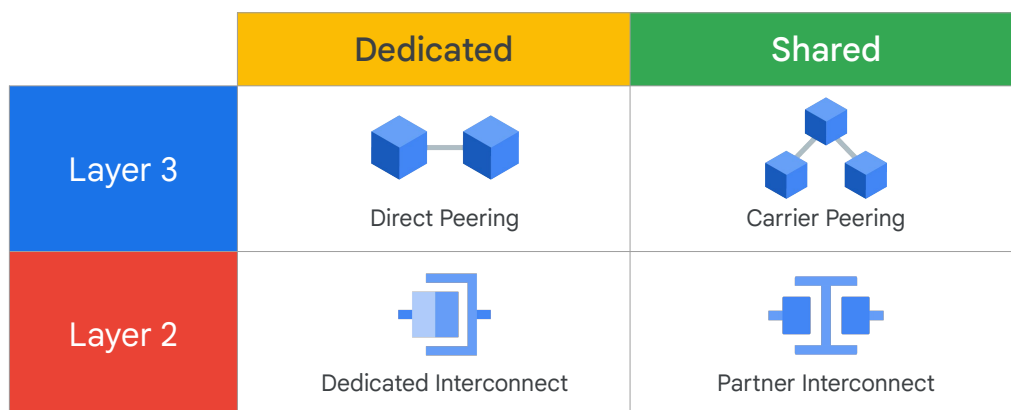 Dedicated
Shared
Layer 3
Direct Peering
Carrier Peering
Layer 2
Dedicated Interconnect
Partner Interconnect